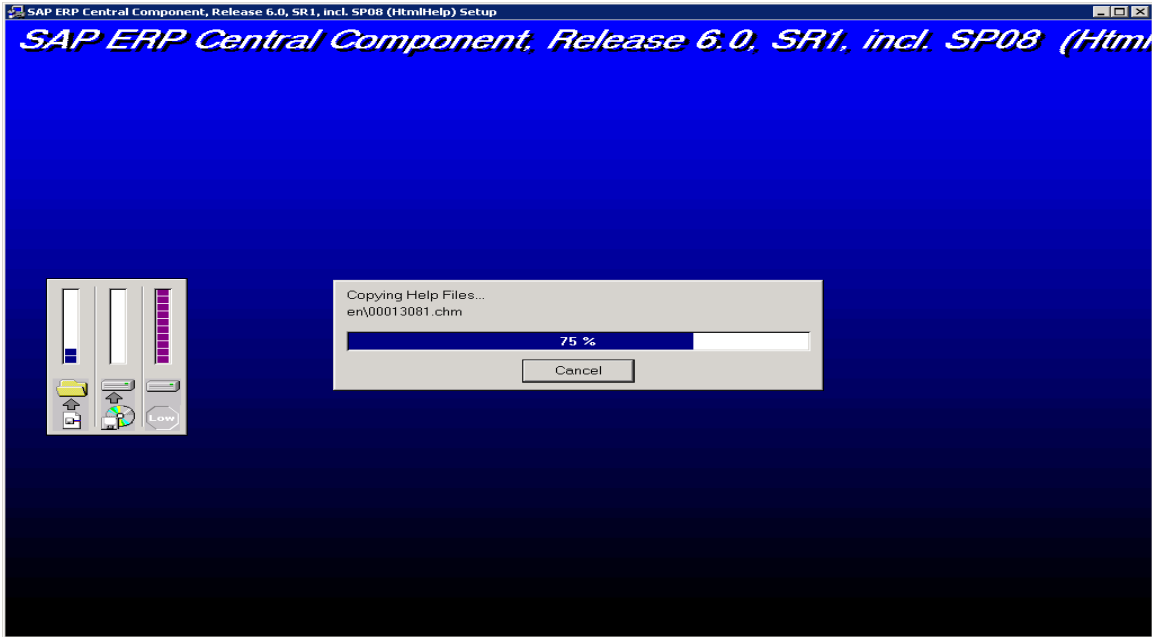 SAP ERP Central Component, Release 6.0, SR1, incl. SP08 (HtmlHelp) Setup
SAP ERP Central Component, Release 6.0, SR1, incl. SP08 (Html
Copying Help Files...
en\00013081.chm
75 %
Cancel
Low